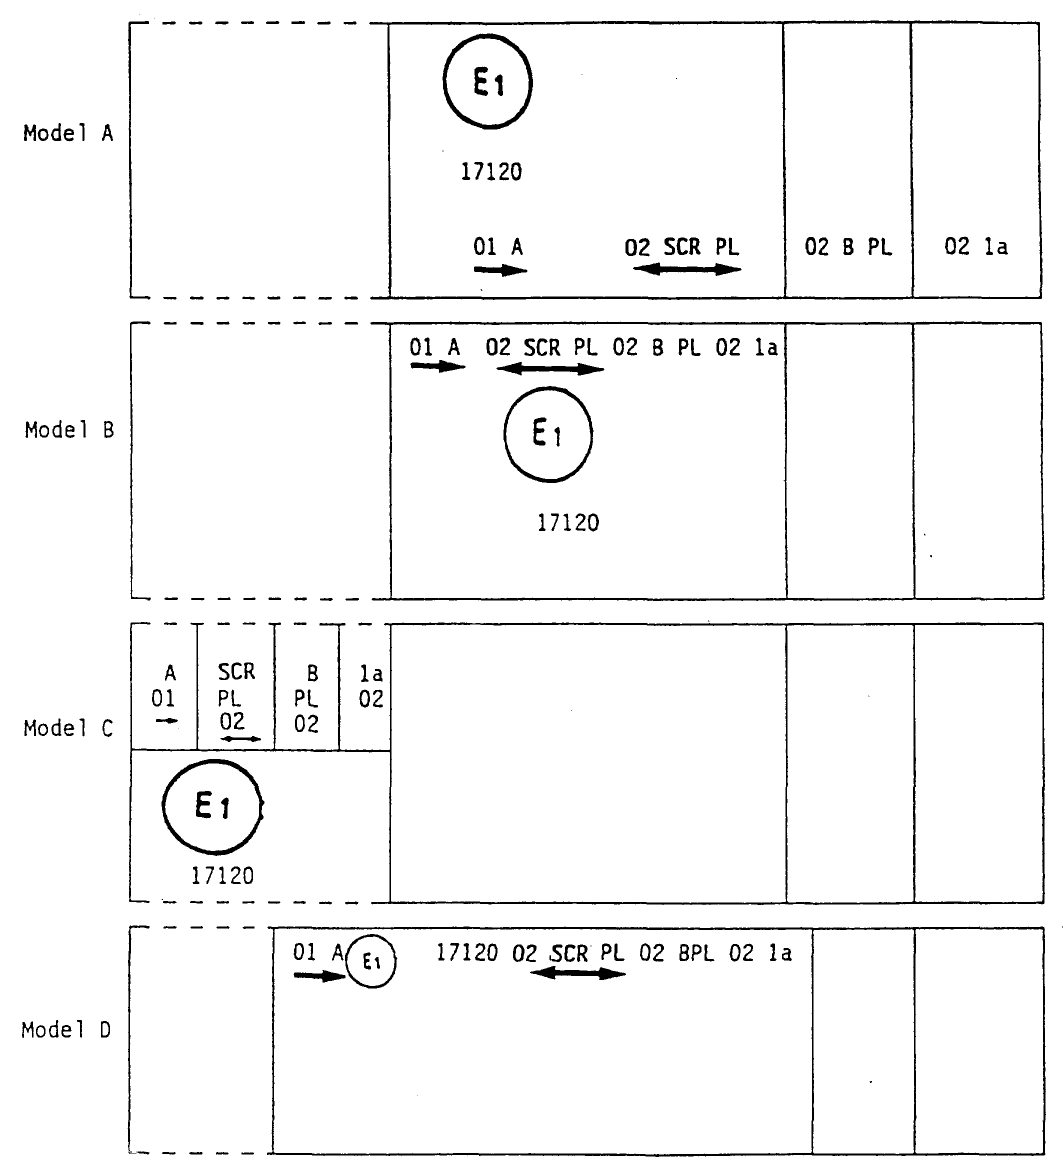 Model A
E1
17120
01 A 02 SCR PL 02 B PL 02 1a
Model B
01 A 02 SCR PL 02 B PL 02 1a
E1
17120
Model C
A SCR B 1a
01 PL PL 02
02 02
E1
17120
Model D
01 A E1 17120 02 SCR PL 02 BPL 02 1a